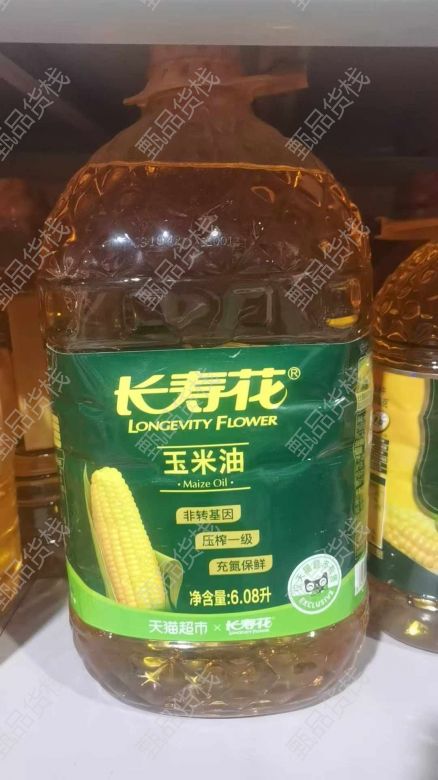 长寿花®
LONGEVITY FLOWER
玉米油
· Maize Oil ·
非转基因
压榨一级
充氮保鲜
净含量:6.08升
EXCLUSIVE
天猫超市 × 长寿花
LONGEVITY FLOWER
甄品货栈